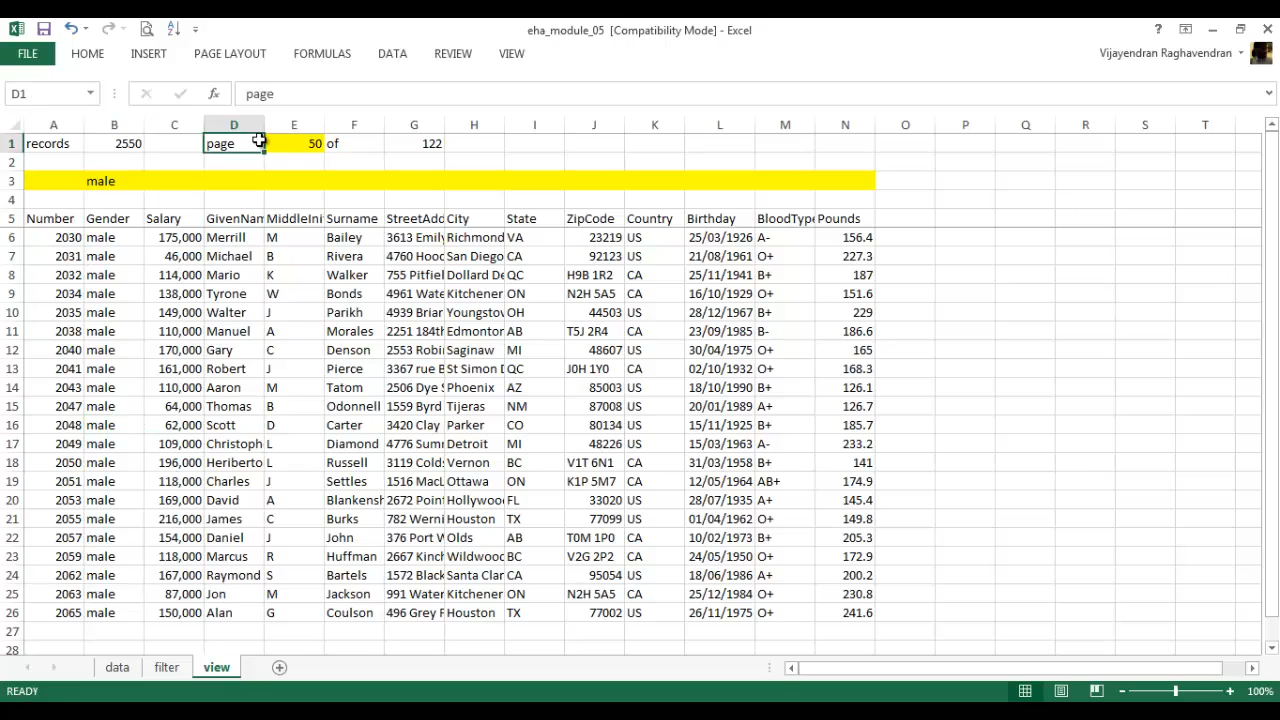 eha_module_05 [Compatibility Mode] - Excel
FILE HOME INSERT PAGE LAYOUT FORMULAS DATA REVIEW VIEW Vijayendran Raghavendran
D1 fx page
A B C D E F G H I J K L M N O P Q R S T
1 records 2550 page 50 of 122
2
3 male
4
5 Number Gender Salary GivenNam MiddleIni Surname StreetAdd City State ZipCode Country Birthday BloodType Pounds
6 2030 male 175,000 Merrill M Bailey 3613 Emily Richmond VA 23219 US 25/03/1926 A- 156.4
7 2031 male 46,000 Michael B Rivera 4760 Hood San Diego CA 92123 US 21/08/1961 O+ 227.3
8 2032 male 114,000 Mario K Walker 755 Pitfiel Dollard De QC H9B 1R2 CA 25/11/1941 B+ 187
9 2034 male 138,000 Tyrone W Bonds 4961 Wate Kitchener ON N2H 5A5 CA 16/10/1929 O+ 151.6
10 2035 male 149,000 Walter J Parikh 4939 Briar Youngstov OH 44503 US 28/12/1967 B+ 229
11 2038 male 110,000 Manuel A Morales 2251 184th Edmonton AB T5J 2R4 CA 23/09/1985 B- 186.6
12 2040 male 170,000 Gary C Denson 2553 Robi Saginaw MI 48607 US 30/04/1975 O+ 165
13 2041 male 161,000 Robert J Pierce 3367 rue B St Simon D QC J0H 1Y0 CA 02/10/1932 O+ 168.3
14 2043 male 110,000 Aaron M Tatom 2506 Dye S Phoenix AZ 85003 US 18/10/1990 B+ 126.1
15 2047 male 64,000 Thomas B Odonnell 1559 Byrd Tijeras NM 87008 US 20/01/1989 A+ 126.7
16 2048 male 62,000 Scott D Carter 3420 Clay Parker CO 80134 US 15/11/1925 B+ 185.7
17 2049 male 109,000 Christoph L Diamond 4776 Sum Detroit MI 48226 US 15/03/1963 A- 233.2
18 2050 male 196,000 Heriberto L Russell 3119 Colds Vernon BC V1T 6N1 CA 31/03/1958 B+ 141
19 2051 male 118,000 Charles J Settles 1516 MacL Ottawa ON K1P 5M7 CA 12/05/1964 AB+ 174.9
20 2053 male 169,000 David A Blankensh 2672 Point Hollywood FL 33020 US 28/07/1935 A+ 145.4
21 2055 male 216,000 James C Burks 782 Werni Houston TX 77099 US 01/04/1962 O+ 149.8
22 2057 male 154,000 Daniel J John 376 Port W Olds AB T0M 1P0 CA 10/02/1973 B+ 205.3
23 2059 male 118,000 Marcus R Huffman 2667 Kinch Wildwood BC V2G 2P2 CA 24/05/1950 O+ 172.9
24 2062 male 167,000 Raymond S Bartels 1572 Black Santa Clar CA 95054 US 18/06/1986 A+ 200.2
25 2063 male 87,000 Jon M Jackson 991 Water Kitchener ON N2H 5A5 CA 25/12/1984 O+ 230.8
26 2065 male 150,000 Alan G Coulson 496 Grey F Houston TX 77002 US 26/11/1975 O+ 241.6
27
28
data filter view
READY 100%